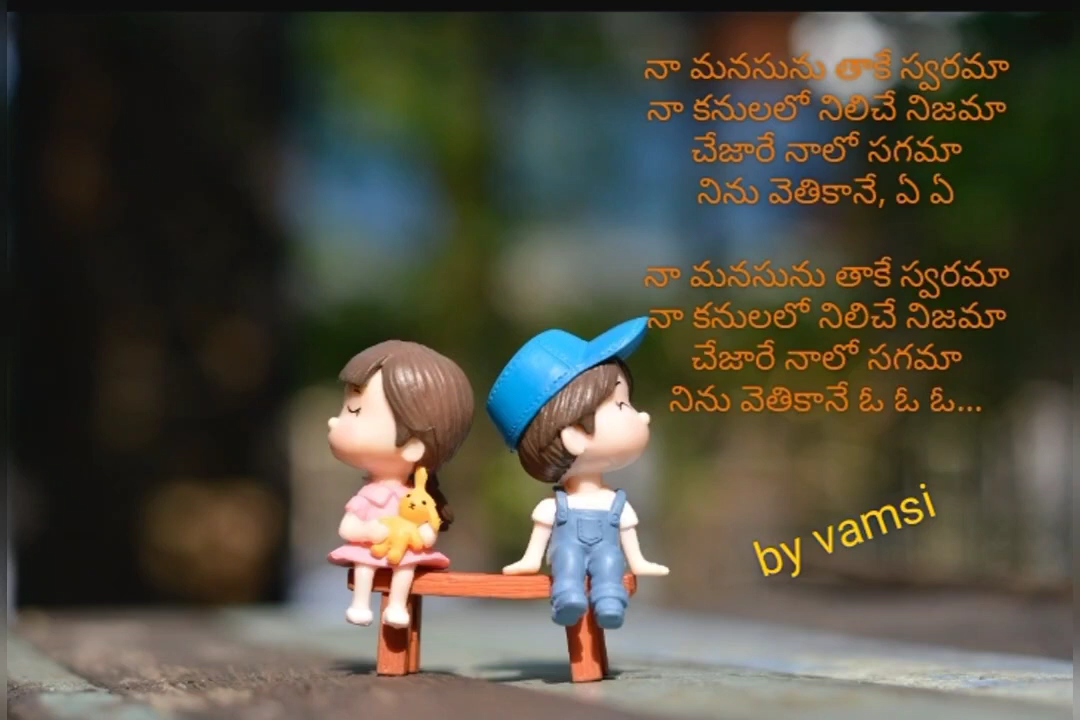 నా మనసును తాకే స్వరమా
నా కనులలో నిలిచే నిజమా
చేజారే నాలో సగమా
నిను వెతికానే, ఏ ఏ
నా మనసును తాకే స్వరమా
నా కనులలో నిలిచే నిజమా
చేజారే నాలో సగమా
నిను వెతికానే ఓ ఓ ఓ...
by vamsi